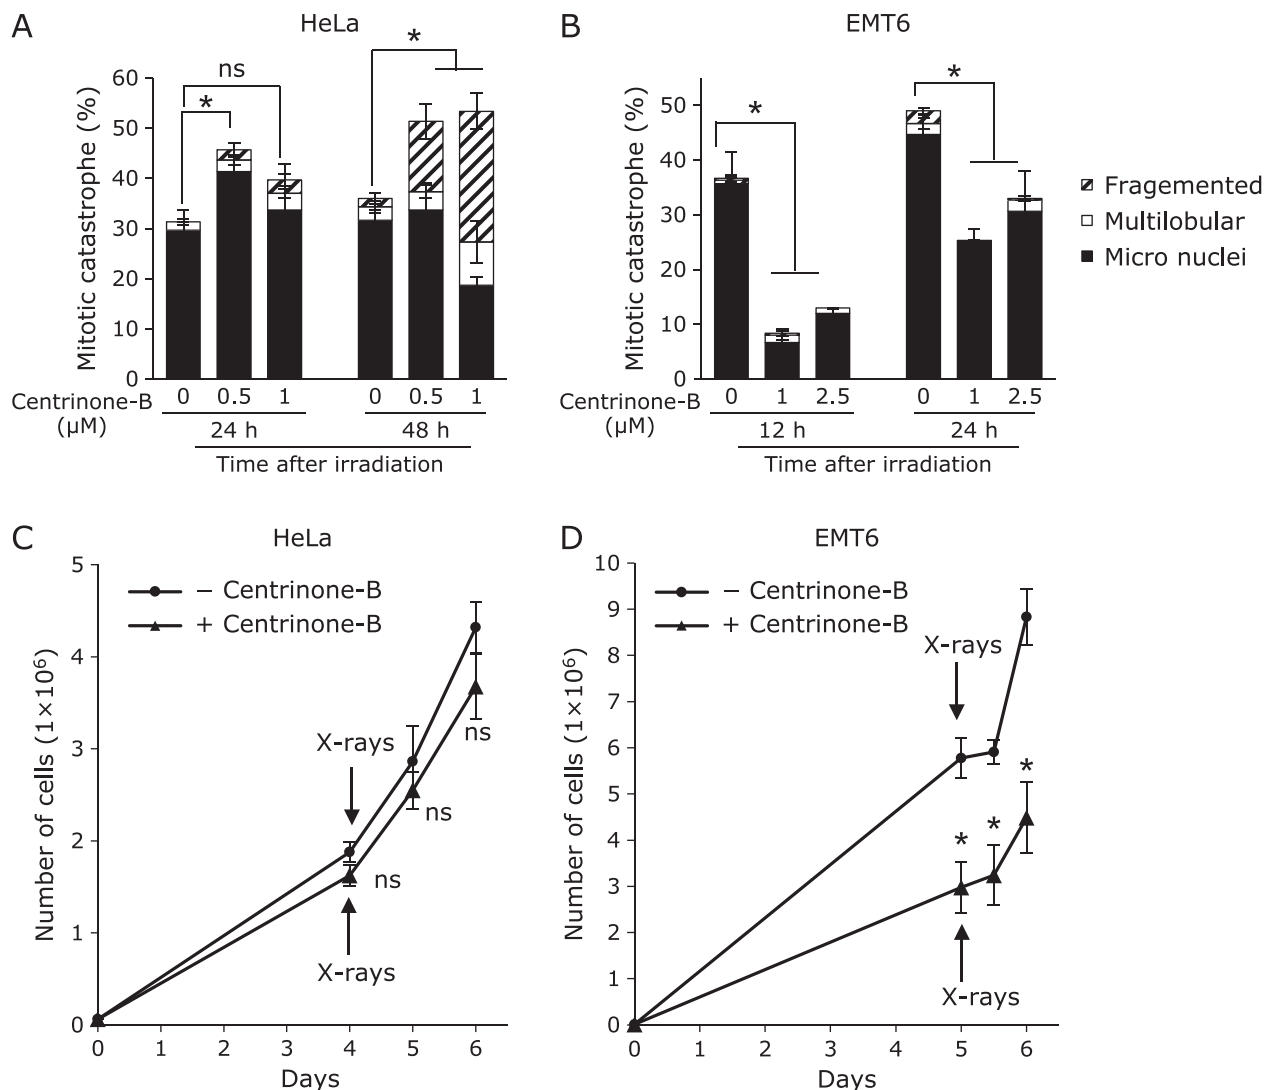 A
HeLa
Mitotic catastrophe (%)
60
50
40
30
20
10
0
ns
*
*
0 0.5 1 0 0.5 1
Centrinone-B
(μM)
24 h 48 h
Time after irradiation
B
EMT6
Mitotic catastrophe (%)
50
40
30
20
10
0
*
*
0 1 2.5 0 1 2.5
Centrinone-B
(μM)
12 h 24 h
Time after irradiation
Fragemented
Multilobular
Micro nuclei
C
HeLa
Number of cells (1×10⁶)
5
4
3
2
1
0
− Centrinone-B
+ Centrinone-B
X-rays
ns
ns
ns
X-rays
0 1 2 3 4 5 6
Days
D
EMT6
Number of cells (1×10⁶)
10
9
8
7
6
5
4
3
2
1
0
− Centrinone-B
+ Centrinone-B
X-rays
*
*
*
X-rays
0 1 2 3 4 5 6
Days